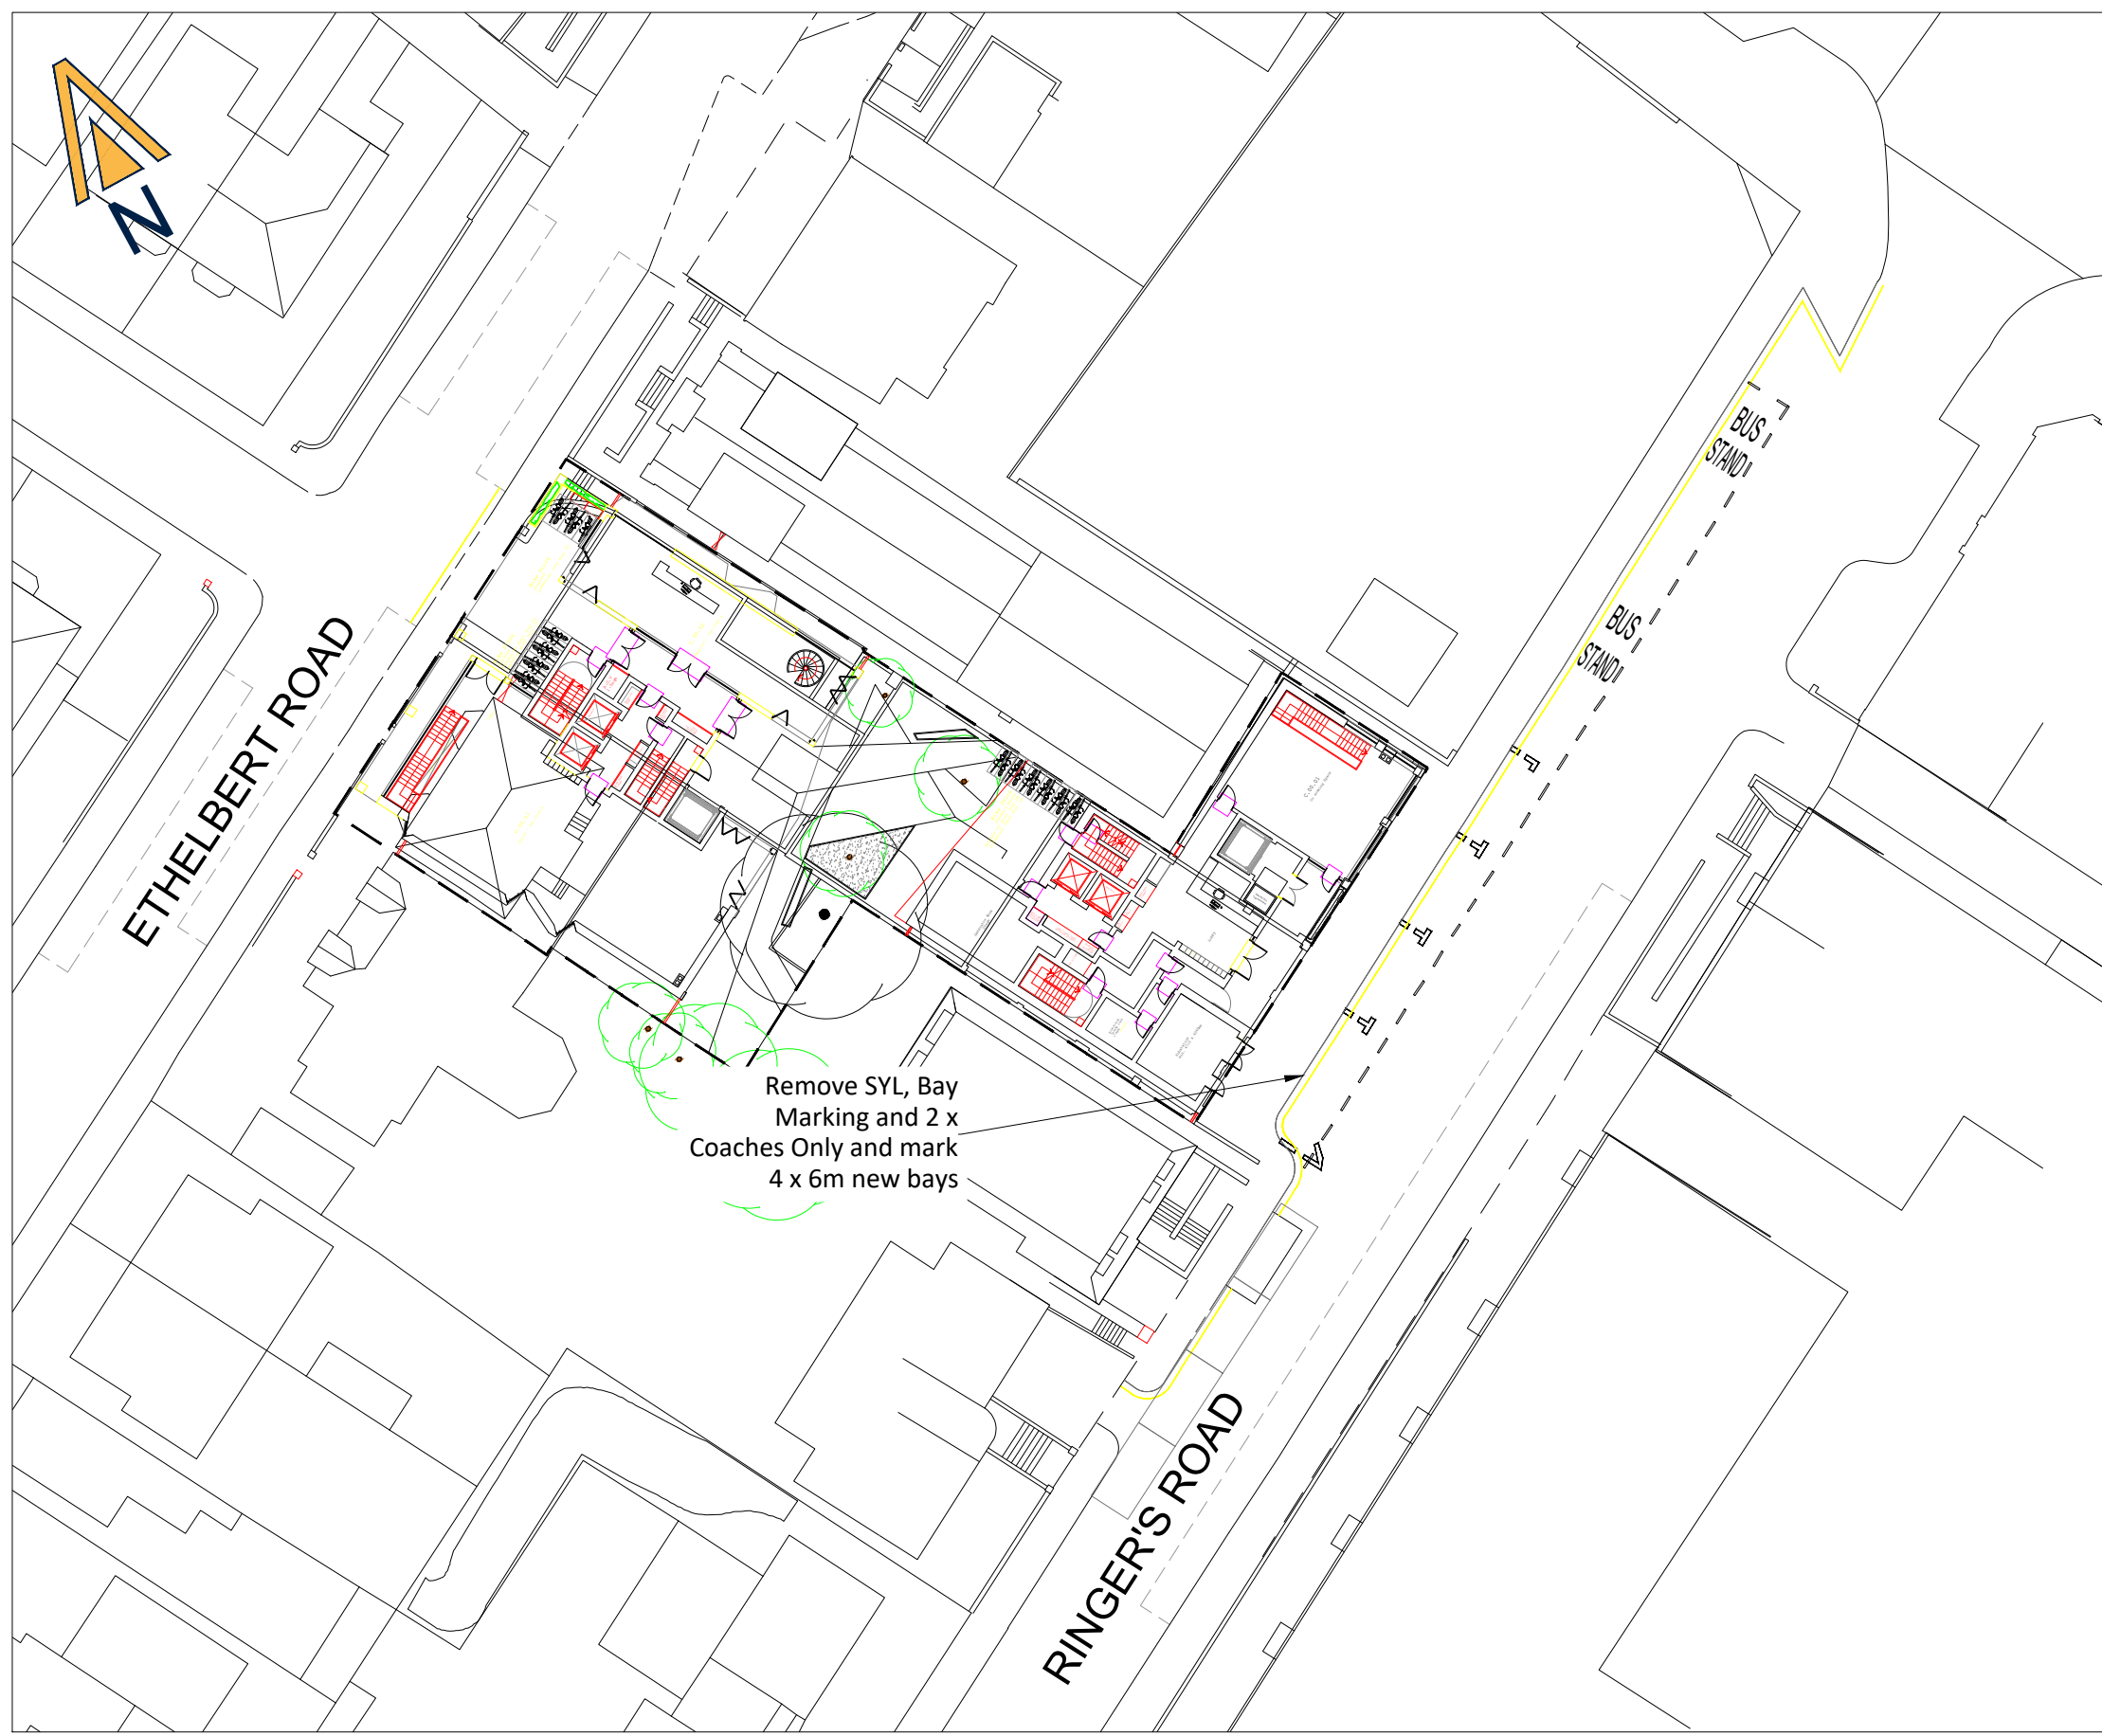 N
BUS
STAND
BUS
STAND
ETHELBERT ROAD
Remove SYL, Bay
Marking and 2 x
Coaches Only and mark
4 x 6m new bays
RINGER'S ROAD